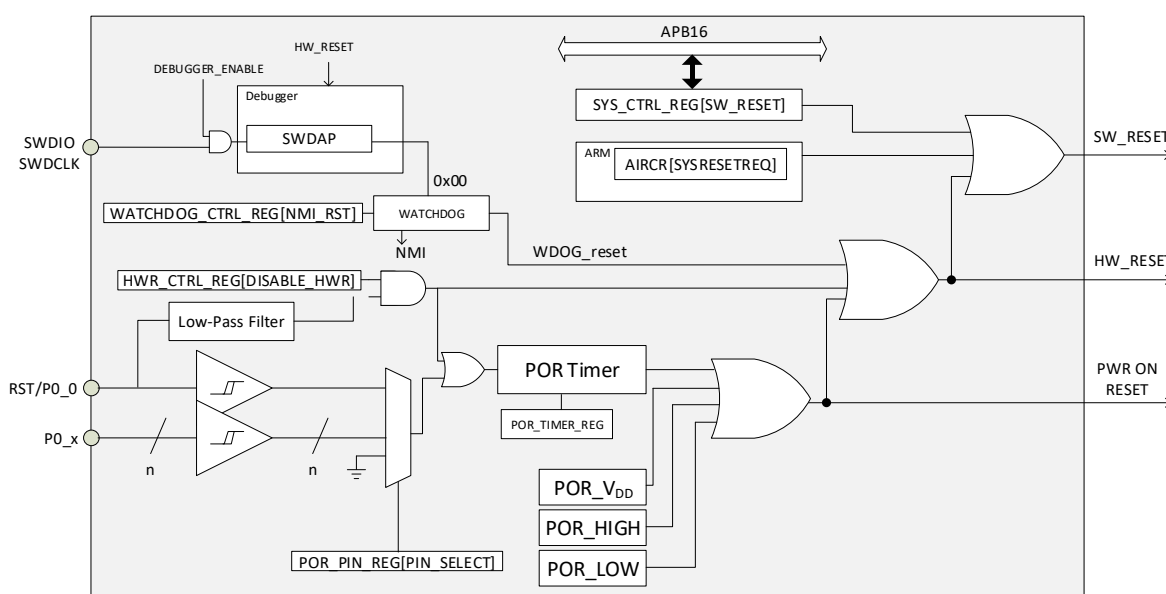 APB16
HW_RESET
DEBUGGER_ENABLE
Debugger
SYS_CTRL_REG[SW_RESET]
SWDIO
SWDCLK
SWDAP
ARM
AIRCR[SYSRESETREQ]
SW_RESET
0x00
WATCHDOG_CTRL_REG[NMI_RST]
WATCHDOG
NMI
WDOG_reset
HWR_CTRL_REG[DISABLE_HWR]
HW_RESET
Low-Pass Filter
RST/P0_0
POR Timer
PWR ON
RESET
POR_TIMER_REG
P0_x
n
n
POR_VDD
POR_HIGH
POR_PIN_REG[PIN_SELECT]
POR_LOW